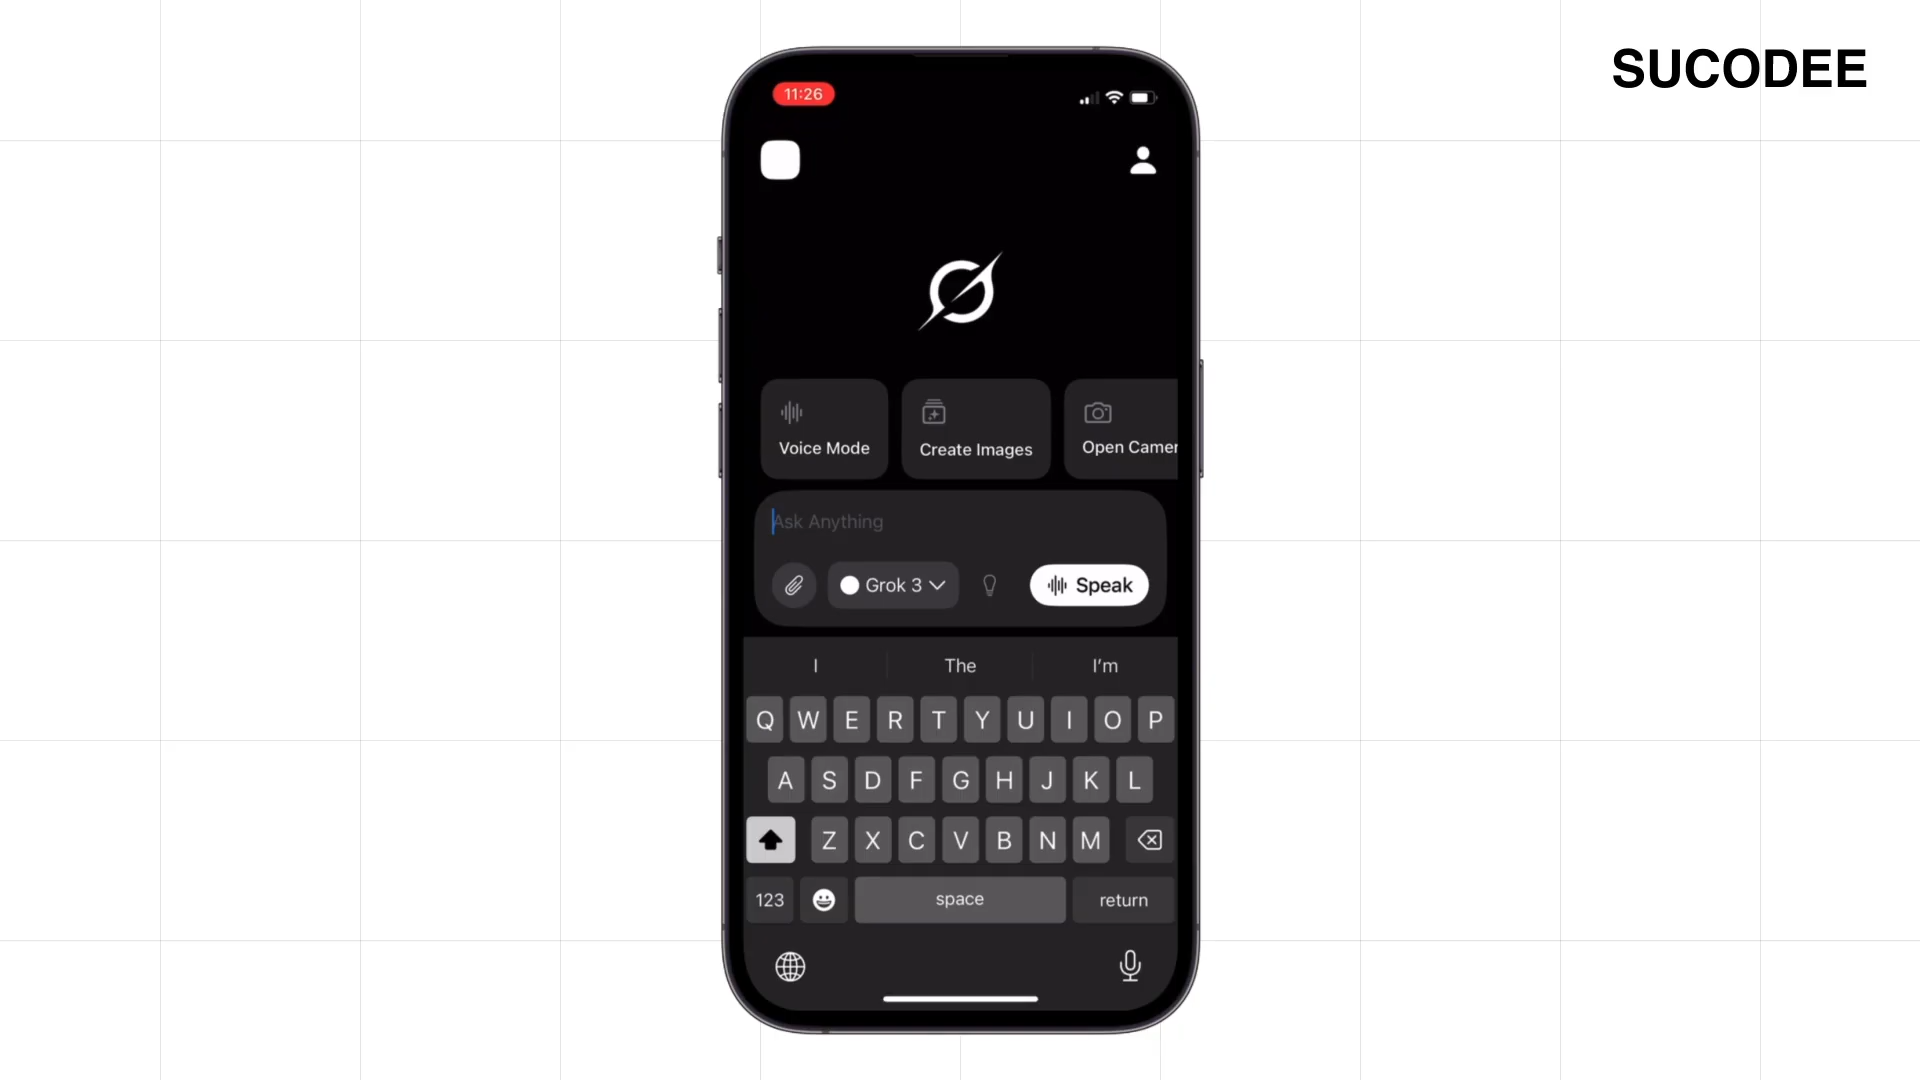 SUCODEE
11:26
Voice Mode
Create Images
Open Camer
Ask Anything
Grok 3
Speak
I The I'm
Q W E R T Y U I O P
A S D F G H J K L
Z X C V B N M
123 space return